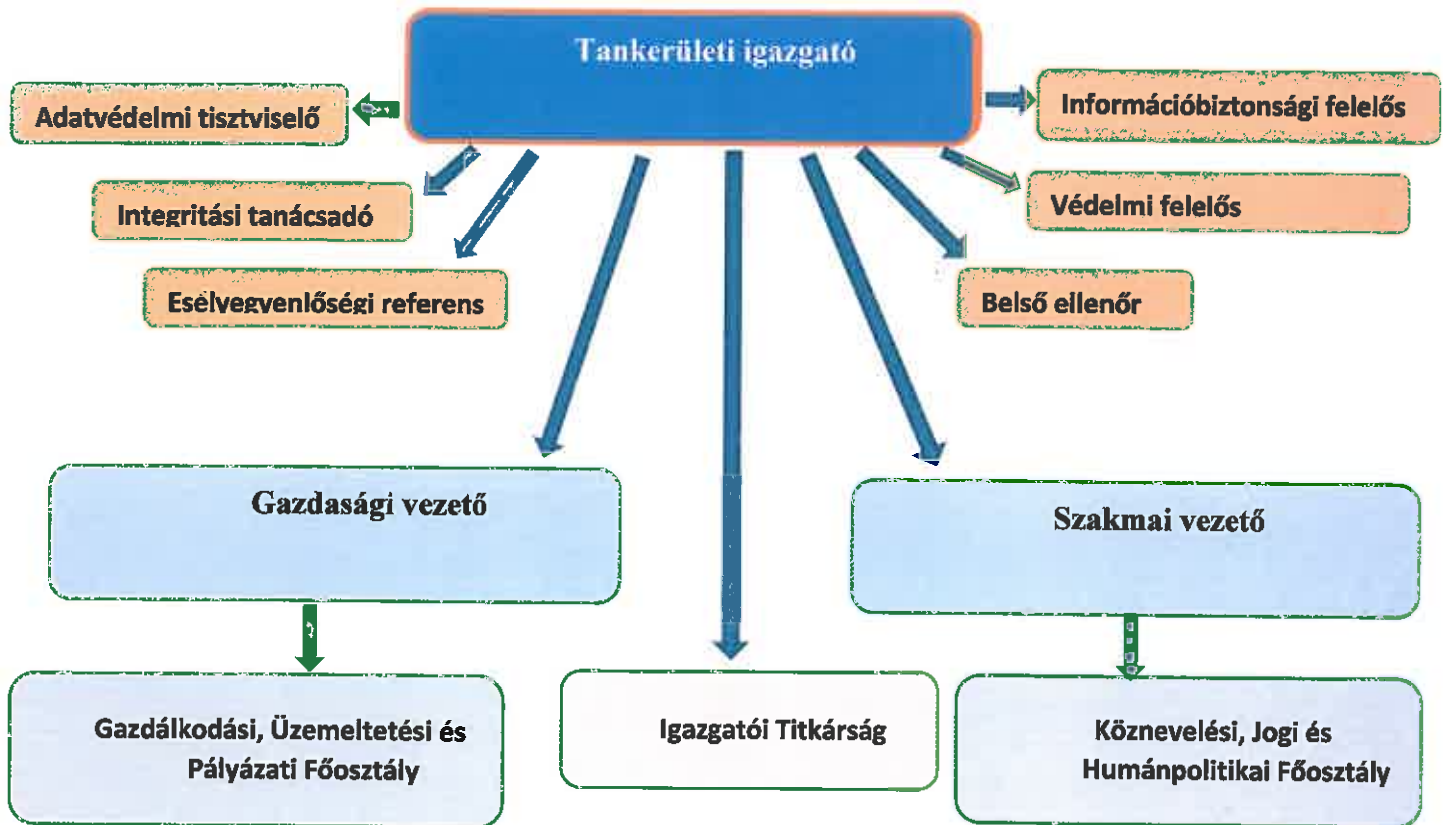 Tankerületi igazgató
Adatvédelmi tisztviselő
Információbiztonsági felelős
Integritási tanácsadó
Védelmi felelős
Esélyegyenlőségi referens
Belső ellenőr
Gazdasági vezető
Szakmai vezető
Gazdálkodási, Üzemeltetési és
Pályázati Főosztály
Igazgatói Titkárság
Köznevelési, Jogi és
Humánpolitikai Főosztály